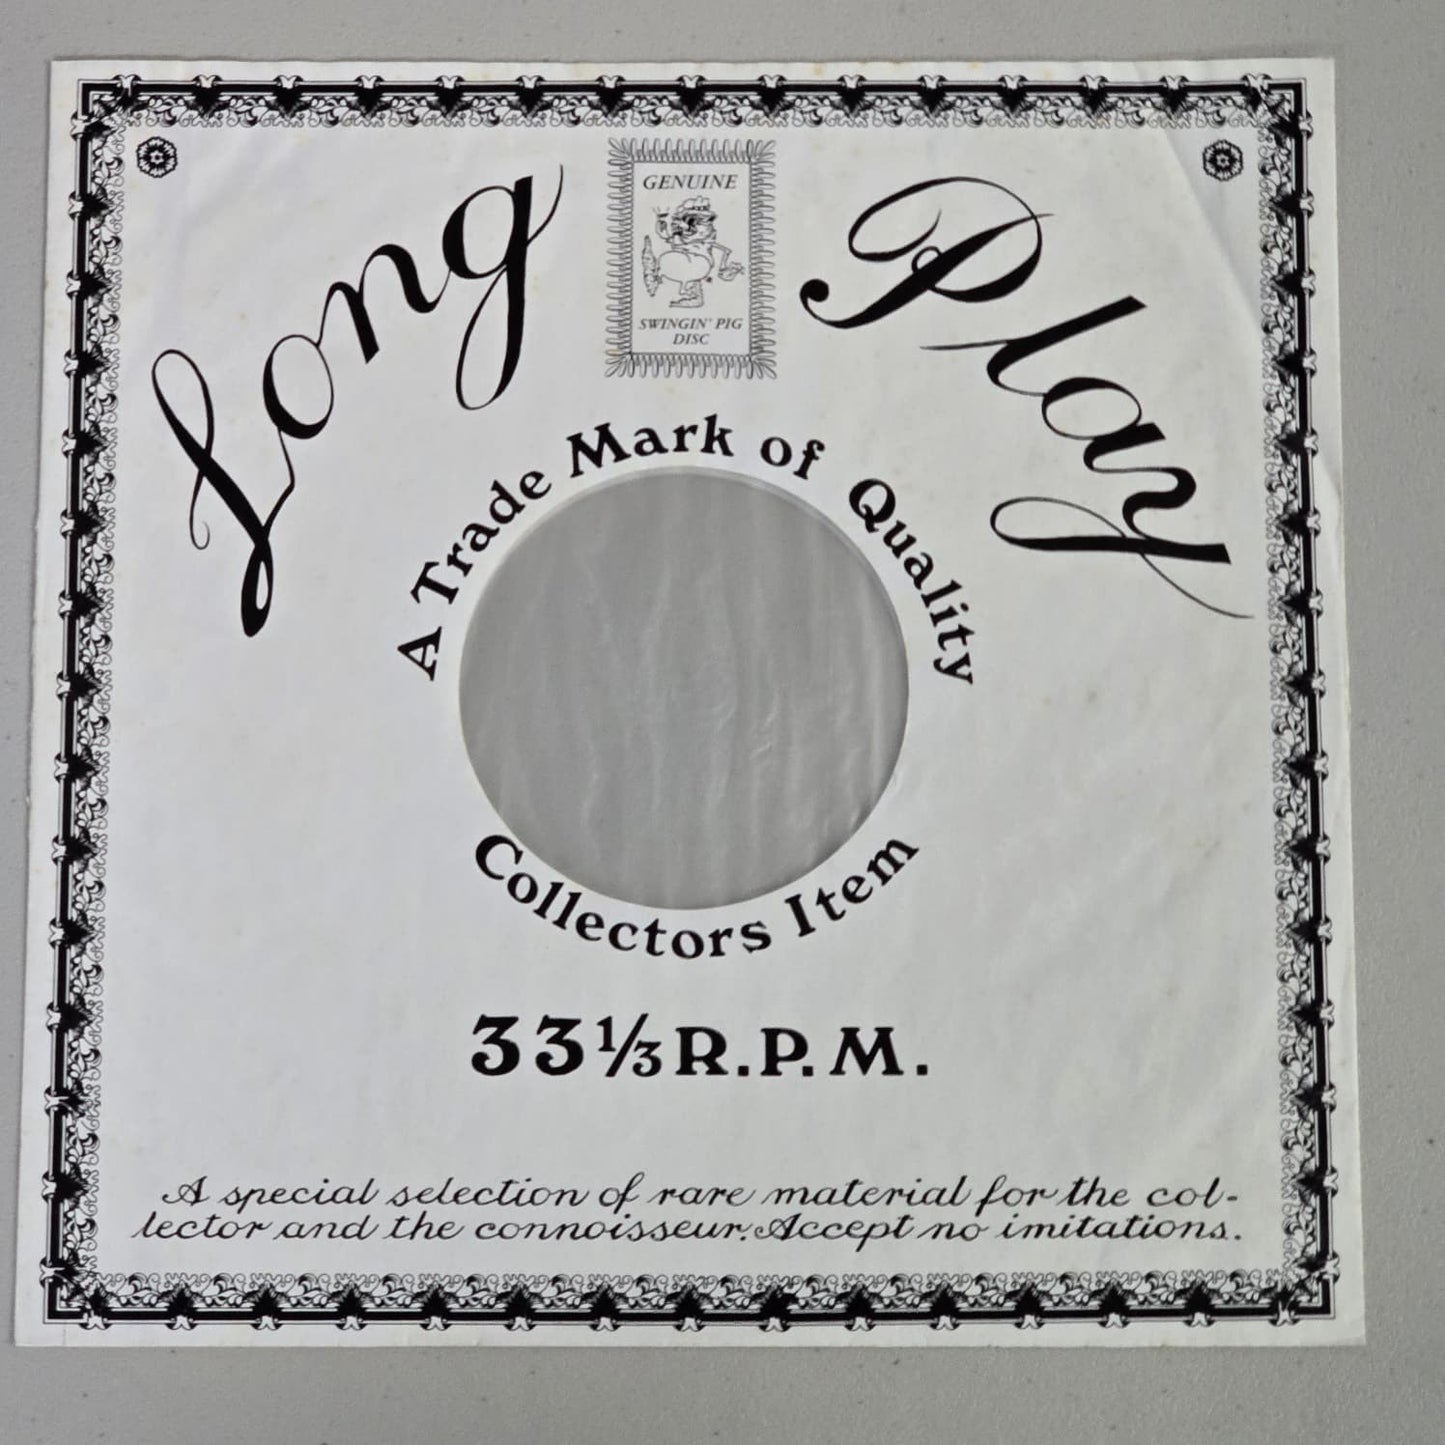 Long Play
GENUINE
SWINGIN' PIG
DISC
A Trade Mark of Quality
Collectors Item
33⅓ R.P.M.
A special selection of rare material for the col-
lector and the connoisseur. Accept no imitations.